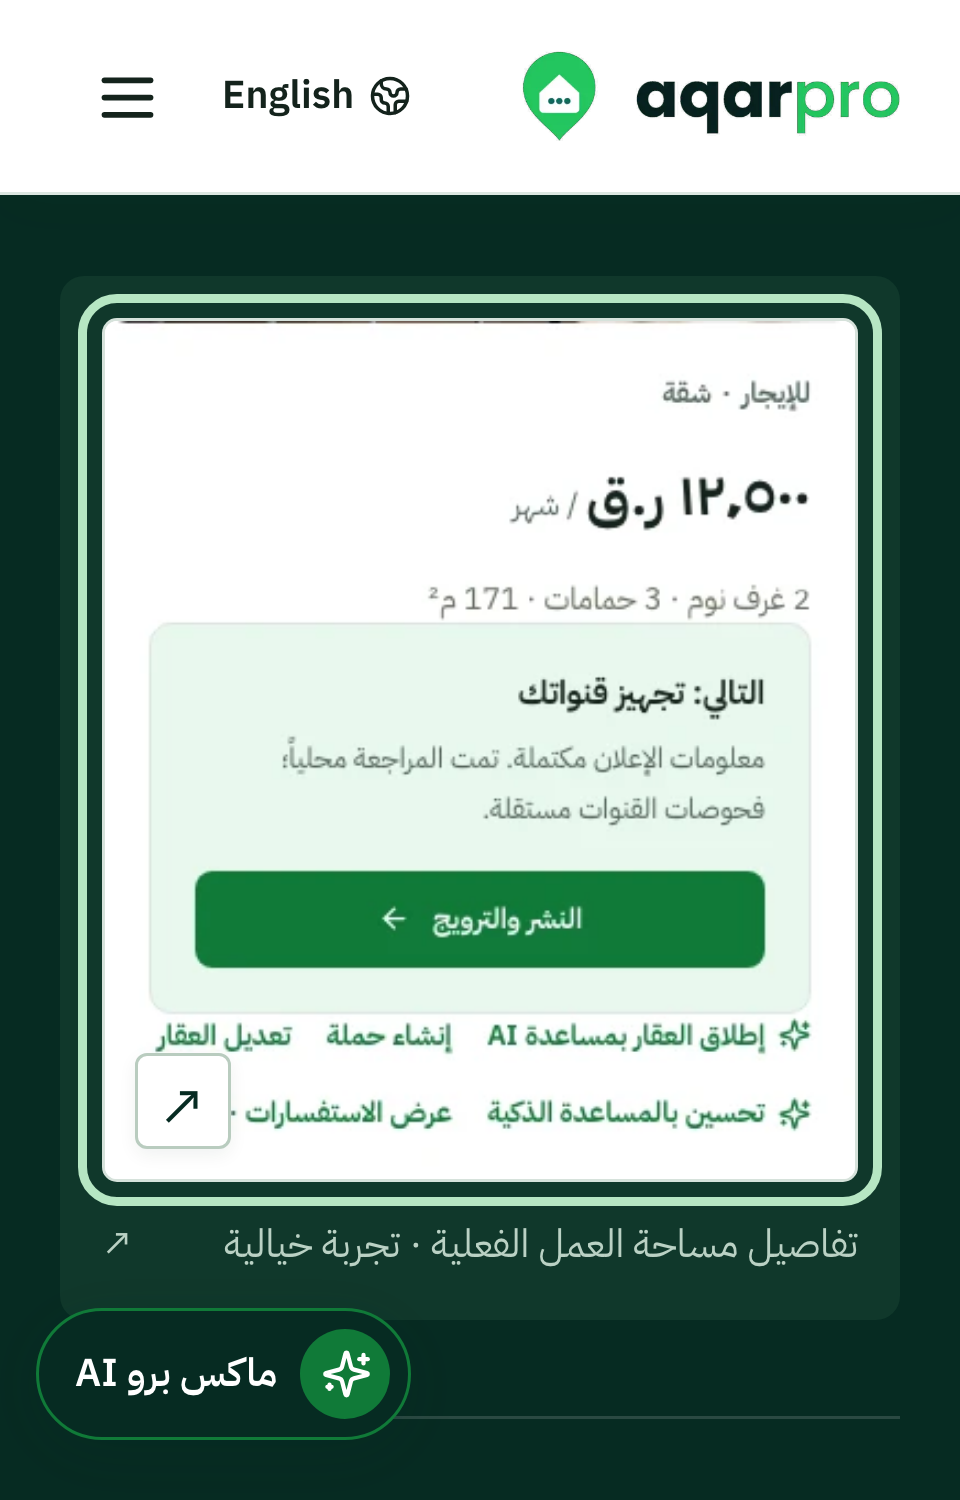 aqarpro
English
للإيجار · شقة
١٢,٥٠٠ ر.ق / شهر
2 غرف نوم · 3 حمامات · 171 م²
التالي: تجهيز قنواتك
معلومات الإعلان مكتملة. تمت المراجعة محلياً؛
فحوصات القنوات مستقلة.
النشر والترويج ←
إطلاق العقار بمساعدة AI إنشاء حملة تعديل العقار
تحسين بالمساعدة الذكية عرض الاستفسارات ·
تفاصيل مساحة العمل الفعلية · تجربة خيالية ↗
ماكس برو AI